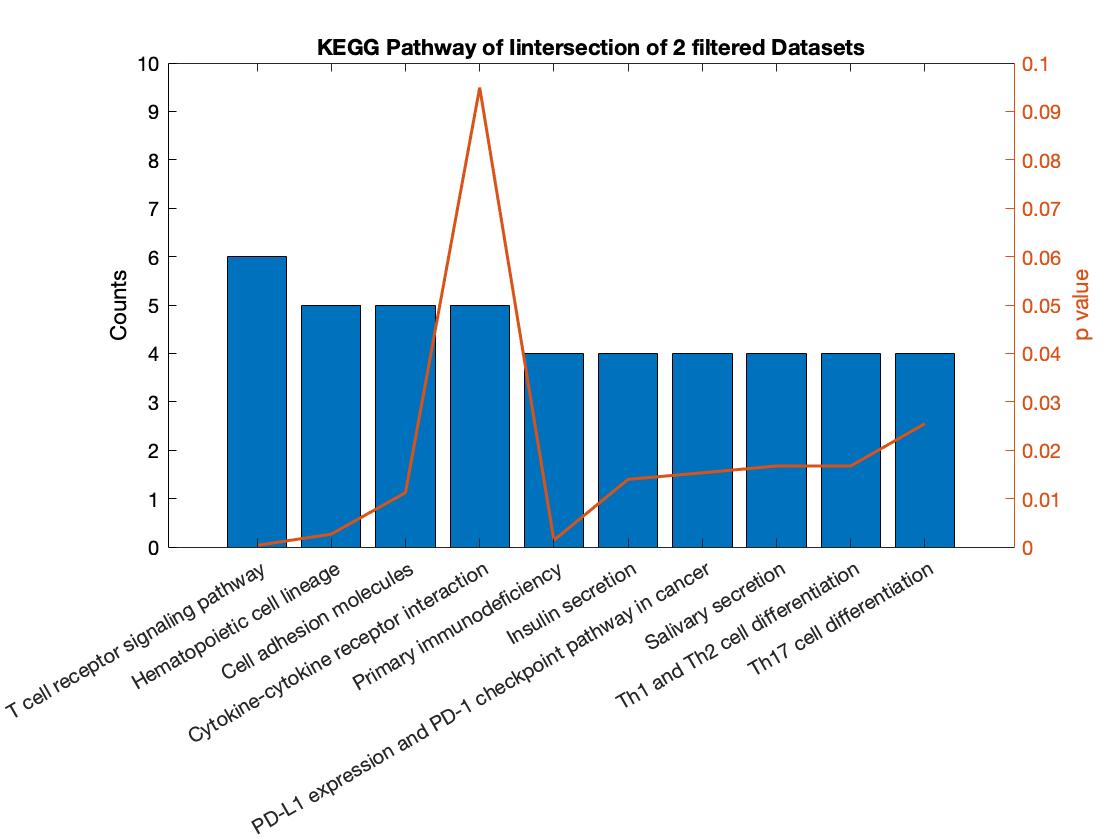 KEGG Pathway of Iintersection of 2 filtered Datasets
10
9
8
7
6
5
4
3
2
1
0
Counts
0.1
0.09
0.08
0.07
0.06
0.05
0.04
0.03
0.02
0.01
0
p value
T cell receptor signaling pathway
Hematopoietic cell lineage
Cell adhesion molecules
Cytokine-cytokine receptor interaction
Primary immunodeficiency
Insulin secretion
PD-L1 expression and PD-1 checkpoint pathway in cancer
Salivary secretion
Th1 and Th2 cell differentiation
Th17 cell differentiation